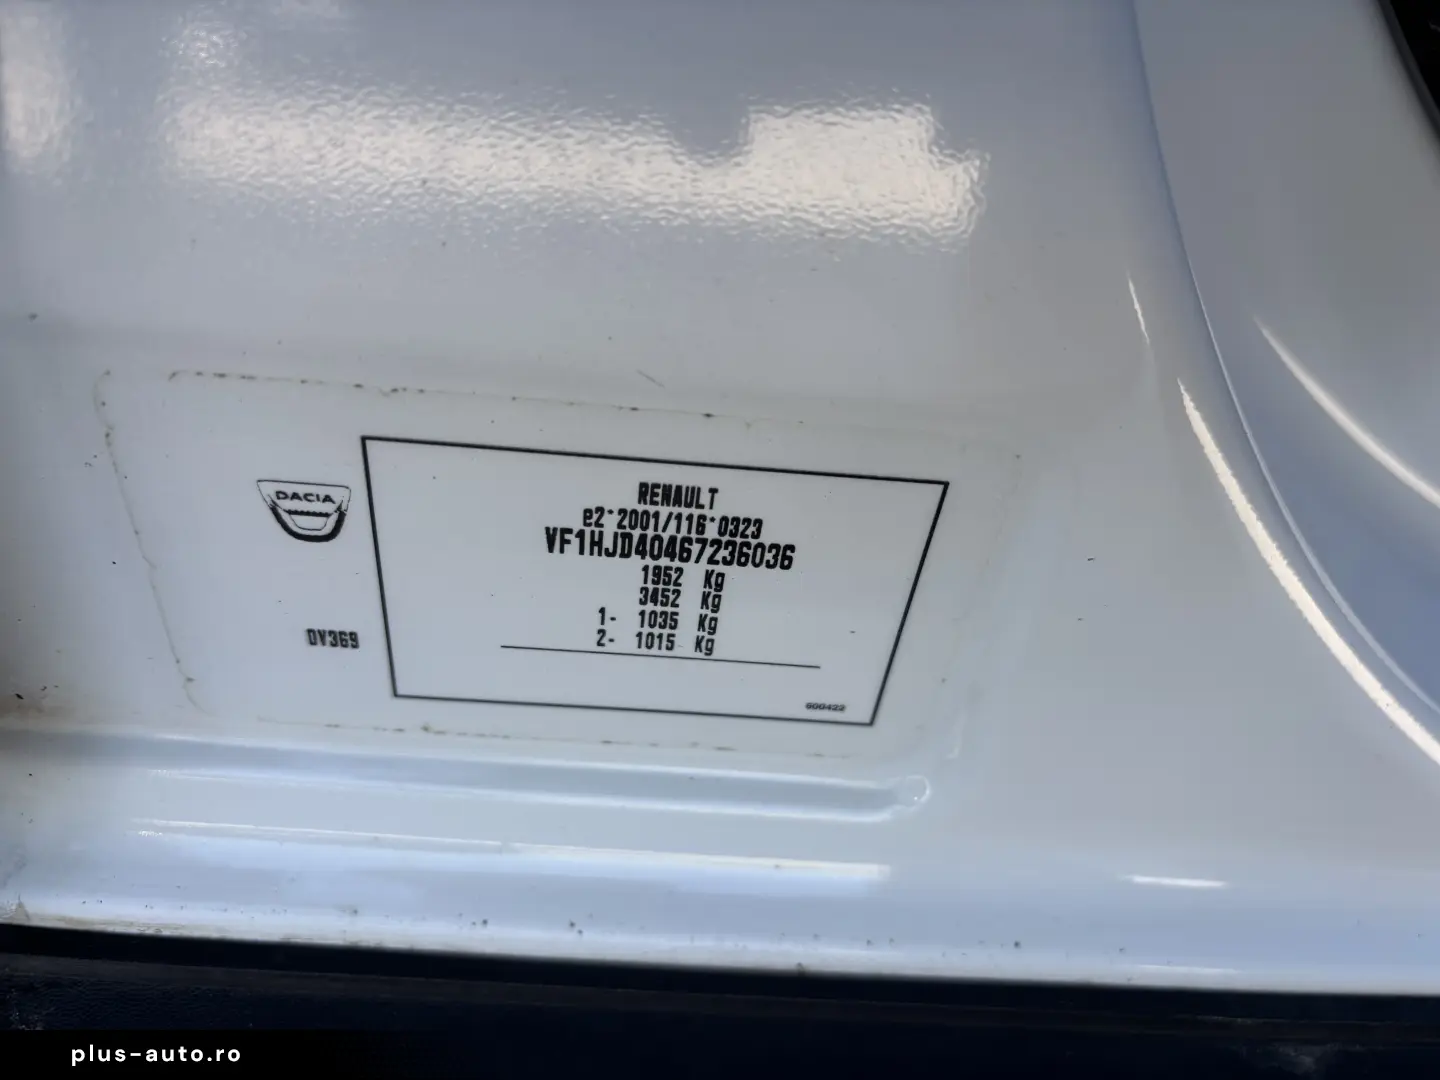 DACIA
DV369
RENAULT
e2*2001/116*0323
VF1HJD40467236036
1952 Kg
3452 Kg
1- 1035 Kg
2- 1015 Kg
600422
plus-auto.ro